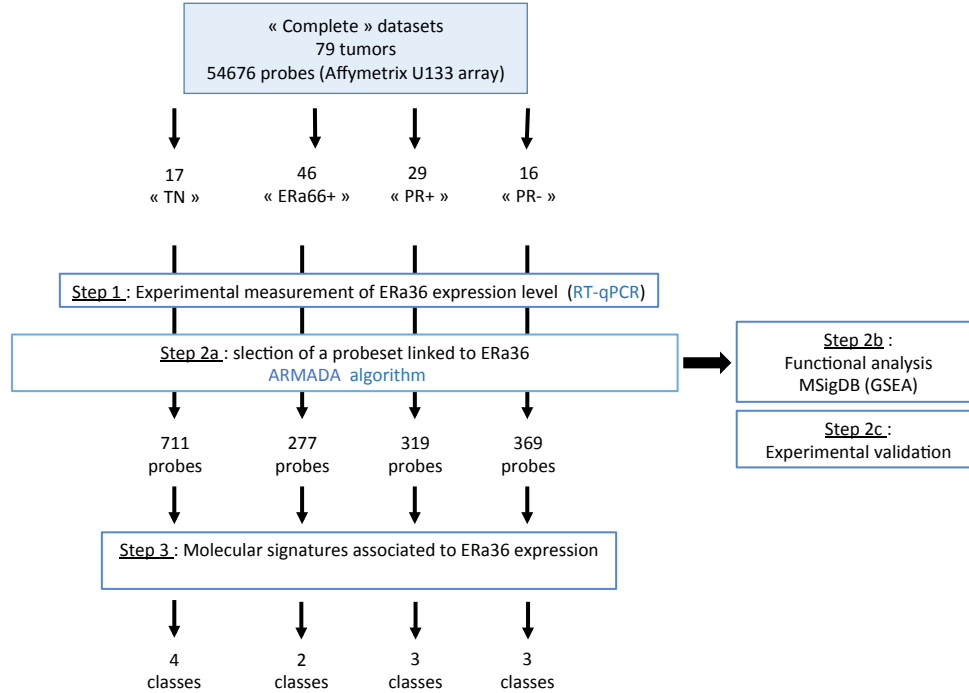 « Complete » datasets
79 tumors
54676 probes (Affymetrix U133 array)
17 46 29 16
« TN » « ERa66+ » « PR+ » « PR- »
Step 1 : Experimental measurement of ERa36 expression level (RT-qPCR)
Step 2a : slection of a probeset linked to ERa36
ARMADA algorithm
Step 2b :
Functional analysis
MSigDB (GSEA)
Step 2c :
Experimental validation
711 277 319 369
probes probes probes probes
Step 3 : Molecular signatures associated to ERa36 expression
4 2 3 3
classes classes classes classes